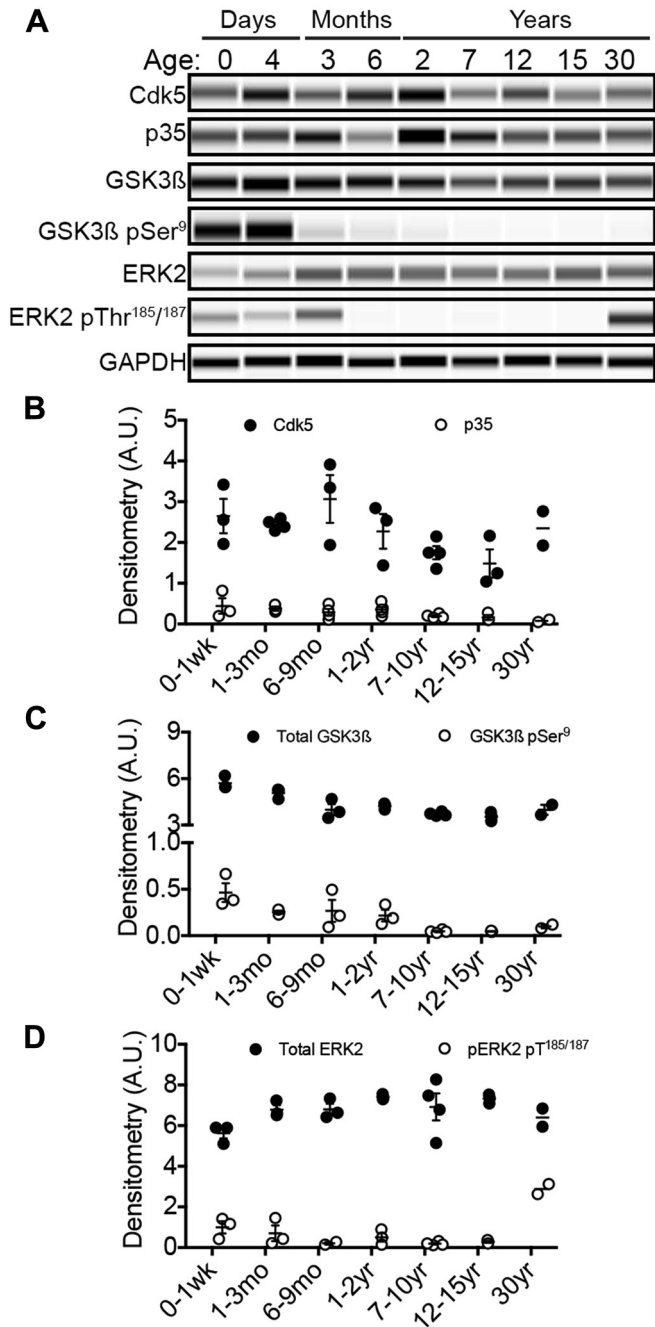 A
Days Months Years
Age: 0 4 3 6 2 7 12 15 30
Cdk5
p35
GSK3ß
GSK3ß pSer⁹
ERK2
ERK2 pThr¹⁸⁵/¹⁸⁷
GAPDH
B
Cdk5 p35
Densitometry (A.U.)
5
4
3
2
1
0
0-1wk 1-3mo 6-9mo 1-2yr 7-10yr 12-15yr 30yr
C
Total GSK3ß GSK3ß pSer⁹
Densitometry (A.U.)
9
6
3
1.0
0.5
0.0
0-1wk 1-3mo 6-9mo 1-2yr 7-10yr 12-15yr 30yr
D
Total ERK2 pERK2 pT¹⁸⁵/¹⁸⁷
Densitometry (A.U.)
10
8
6
4
2
0
0-1wk 1-3mo 6-9mo 1-2yr 7-10yr 12-15yr 30yr